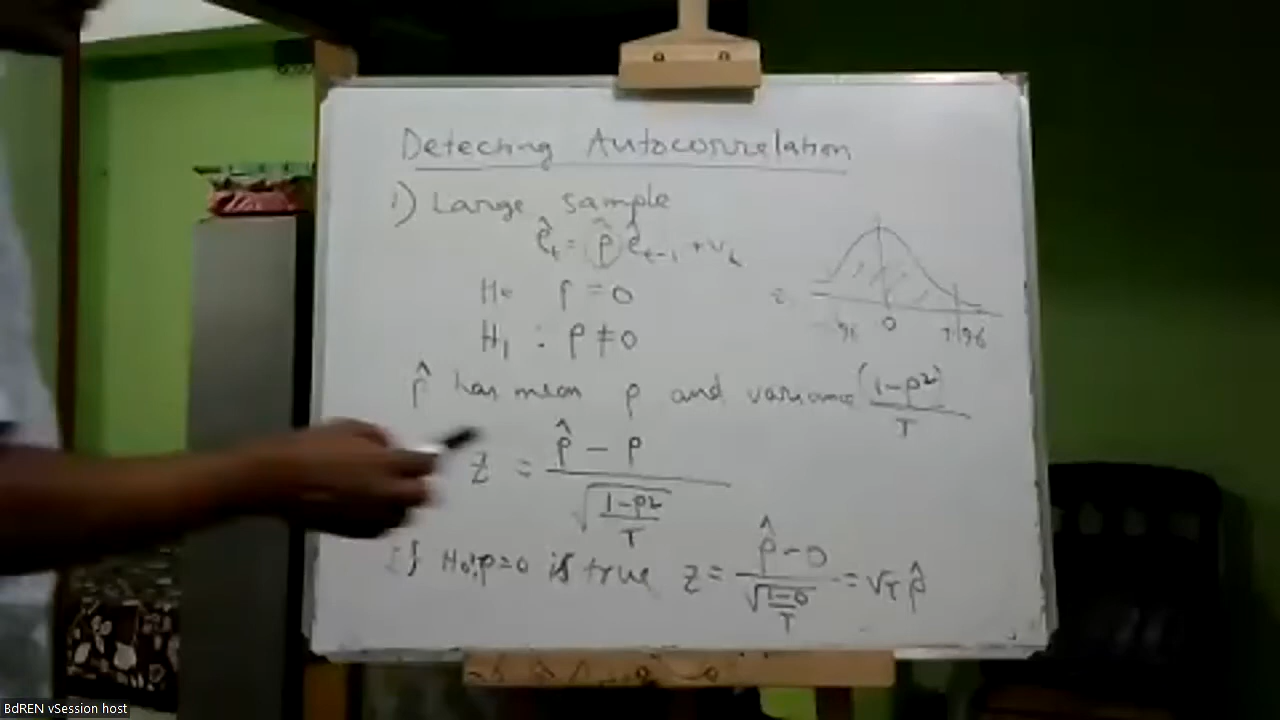 Detecting Autocorrelation
1) Large sample
ê_t = ρ̂ ê_{t-1} + v_t
H₀ ρ = 0
H₁ : ρ ≠ 0
0 1.96
ρ̂ has mean ρ and variance (1-ρ²)/T
Z = (ρ̂ - ρ) / √((1-ρ²)/T)
If H₀: ρ=0 is true Z = (ρ̂ - 0) / √((1-0)/T) = √T ρ̂
BdREN vSession host